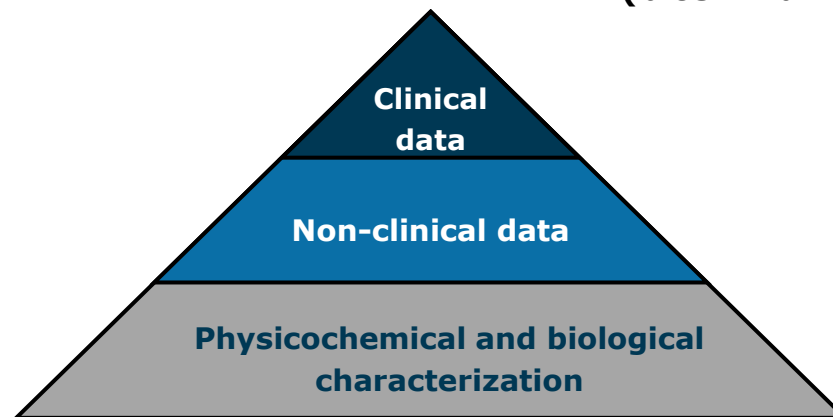 Clinical
data
Non-clinical data
Physicochemical and biological
characterization